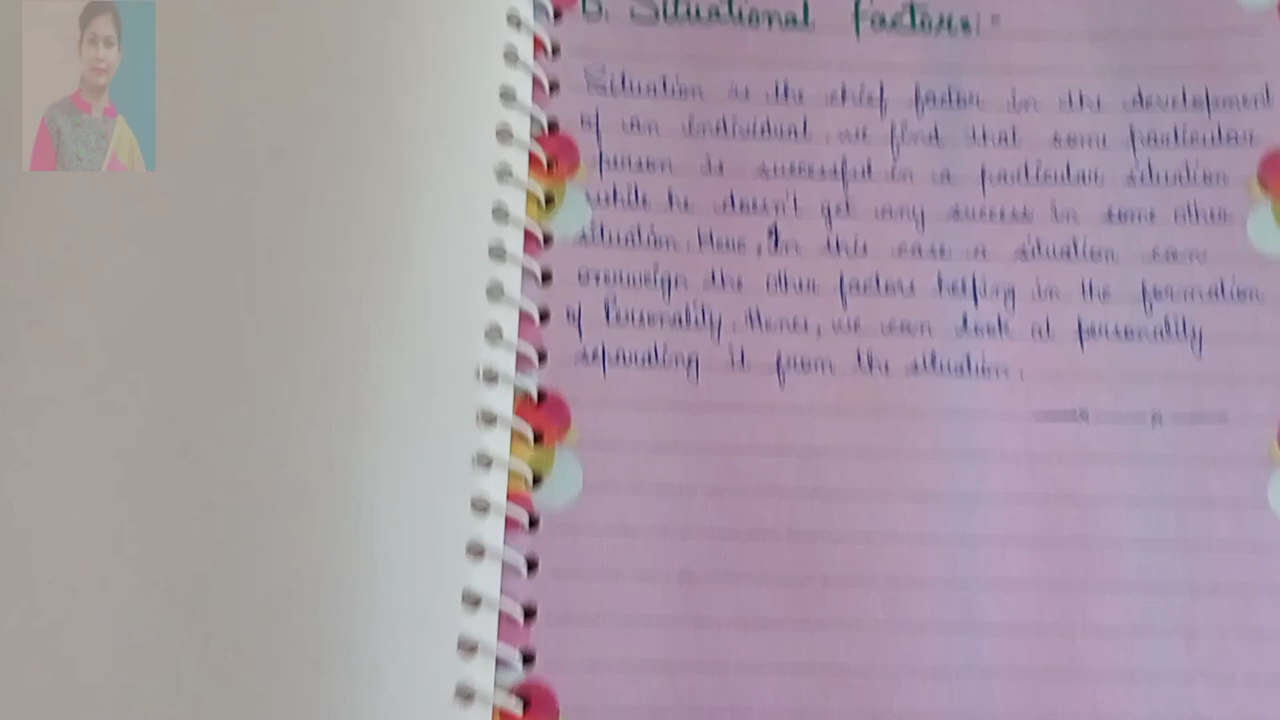 D. Situational Factors:-
Situation is the chief factor in the development
of an individual. we find that some particular
person is successful in a particular situation
while he doesn't get any success in some other
situation. Here, In this case a situation can
overweign the other factors helping in the formation
of Personality. Hence, we can look at personality
separating it from the situation.